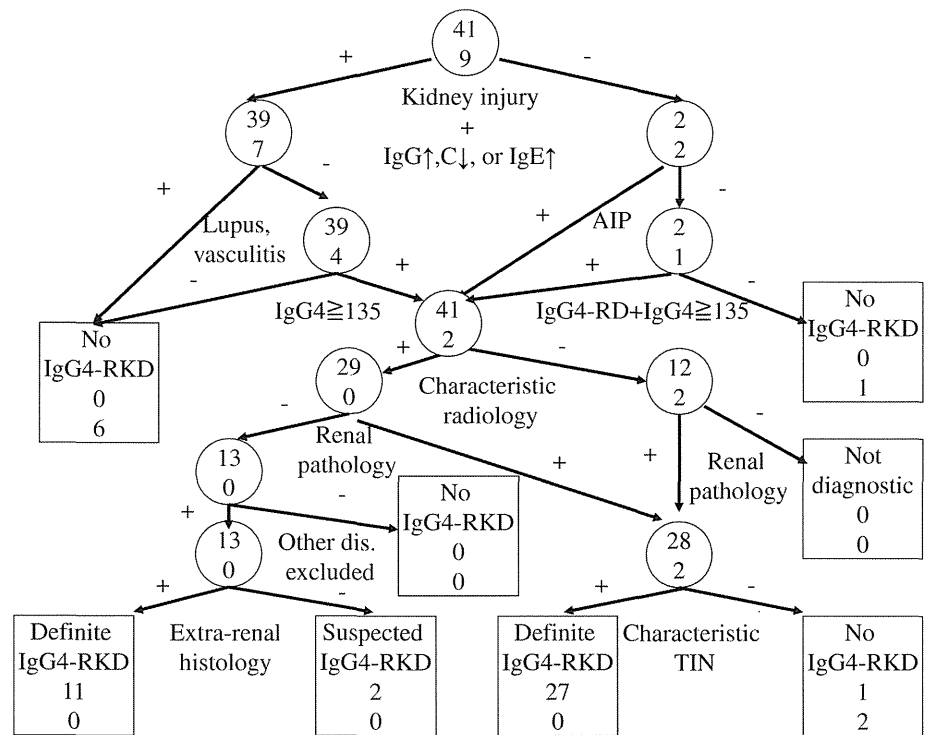 41
9
+
-
Kidney injury
+
IgG↑,C↓, or IgE↑
39
7
2
2
+
-
+
-
Lupus,
vasculitis
39
4
AIP
2
1
-
+
+
-
IgG4≧135
41
2
IgG4-RD+IgG4≧135
No
IgG4-RKD
0
6
No
IgG4-RKD
0
1
+
-
29
0
Characteristic
radiology
12
2
-
Renal
pathology
+
+
Renal
pathology
-
13
0
No
IgG4-RKD
0
0
Not
diagnostic
0
0
+
-
13
0
Other dis.
excluded
28
2
+
-
+
-
Definite
IgG4-RKD
11
0
Extra-renal
histology
Suspected
IgG4-RKD
2
0
Definite
IgG4-RKD
27
0
Characteristic
TIN
No
IgG4-RKD
1
2